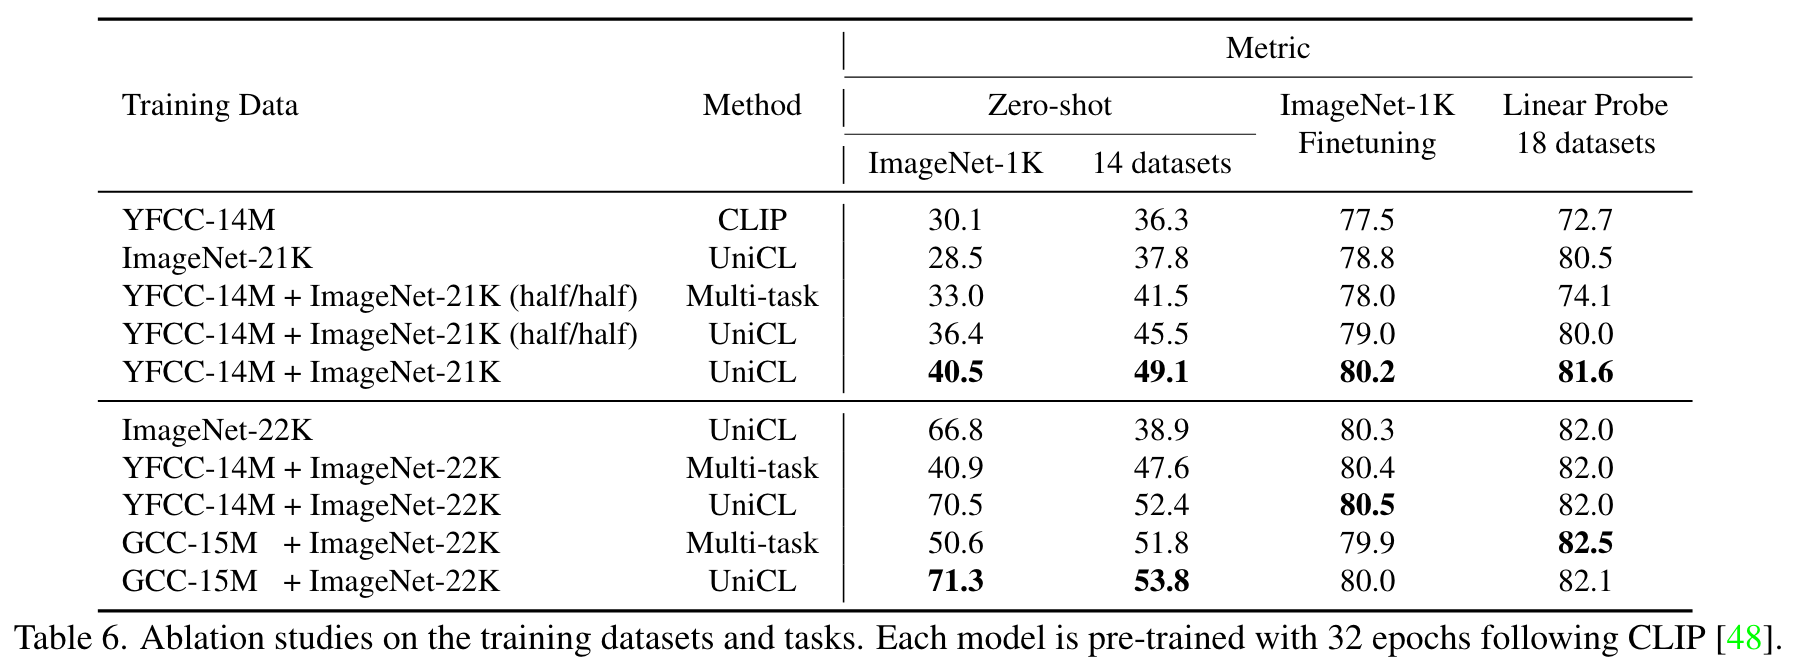 Metric
Training Data Method Zero-shot ImageNet-1K Linear Probe
Finetuning 18 datasets
ImageNet-1K 14 datasets
YFCC-14M CLIP 30.1 36.3 77.5 72.7
ImageNet-21K UniCL 28.5 37.8 78.8 80.5
YFCC-14M + ImageNet-21K (half/half) Multi-task 33.0 41.5 78.0 74.1
YFCC-14M + ImageNet-21K (half/half) UniCL 36.4 45.5 79.0 80.0
YFCC-14M + ImageNet-21K UniCL 40.5 49.1 80.2 81.6
ImageNet-22K UniCL 66.8 38.9 80.3 82.0
YFCC-14M + ImageNet-22K Multi-task 40.9 47.6 80.4 82.0
YFCC-14M + ImageNet-22K UniCL 70.5 52.4 80.5 82.0
GCC-15M + ImageNet-22K Multi-task 50.6 51.8 79.9 82.5
GCC-15M + ImageNet-22K UniCL 71.3 53.8 80.0 82.1
Table 6. Ablation studies on the training datasets and tasks. Each model is pre-trained with 32 epochs following CLIP [48].